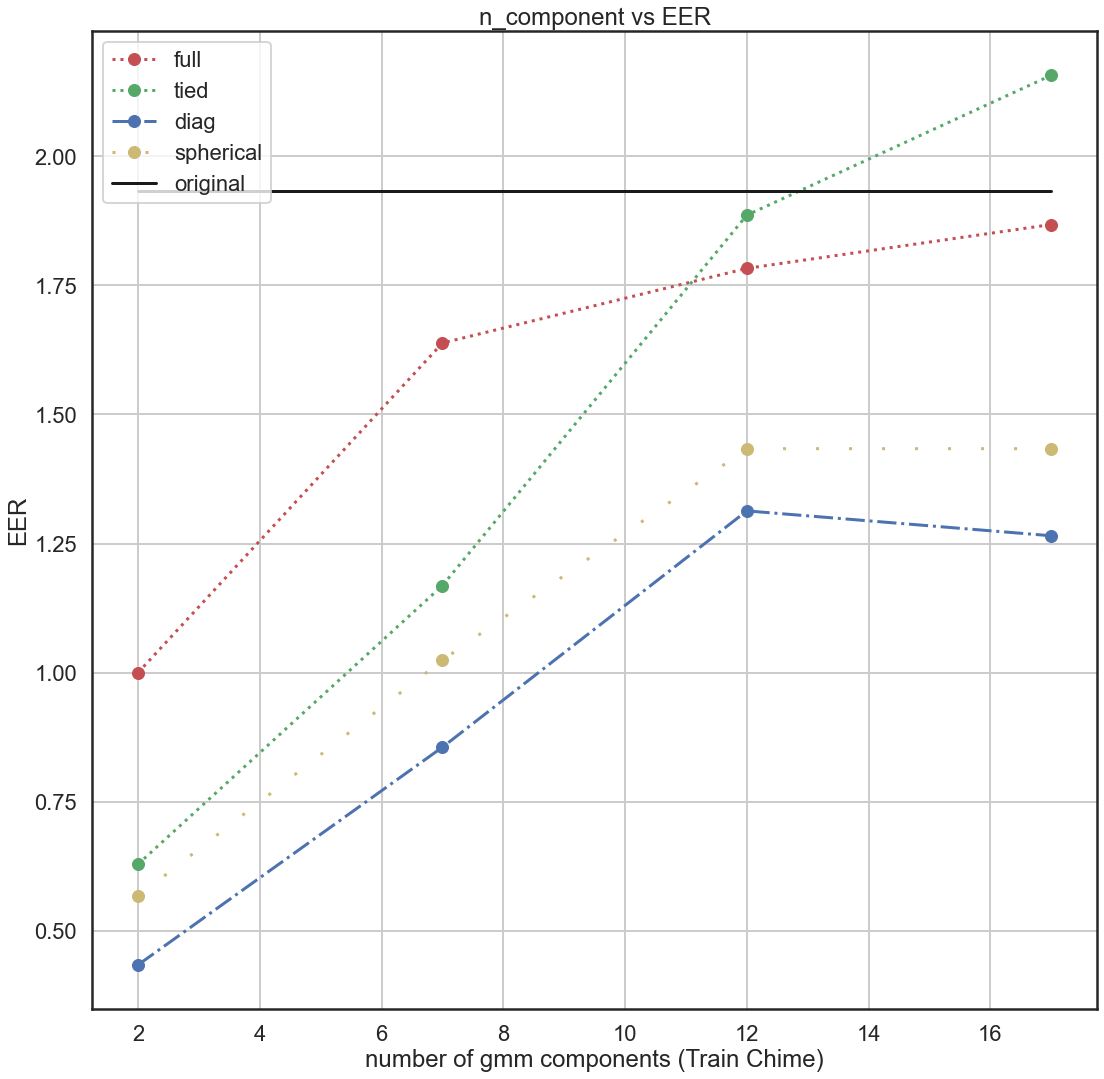 n_component vs EER
full
tied
diag
spherical
original
2.00
1.75
1.50
1.25
1.00
0.75
0.50
EER
2 4 6 8 10 12 14 16
number of gmm components (Train Chime)